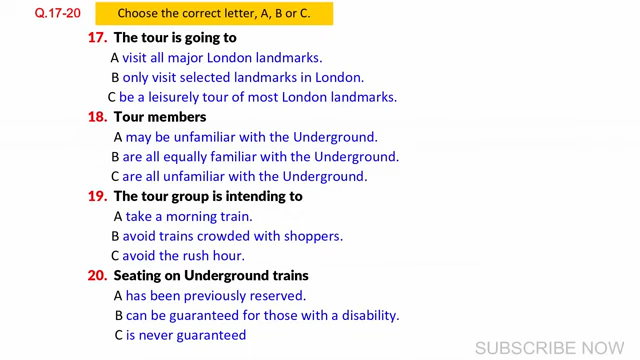 Q.17-20 Choose the correct letter, A, B or C.
17. The tour is going to
A visit all major London landmarks.
B only visit selected landmarks in London.
C be a leisurely tour of most London landmarks.
18. Tour members
A may be unfamiliar with the Underground.
B are all equally familiar with the Underground.
C are all unfamiliar with the Underground.
19. The tour group is intending to
A take a morning train.
B avoid trains crowded with shoppers.
C avoid the rush hour.
20. Seating on Underground trains
A has been previously reserved.
B can be guaranteed for those with a disability.
C is never guaranteed
SUBSCRIBE NOW